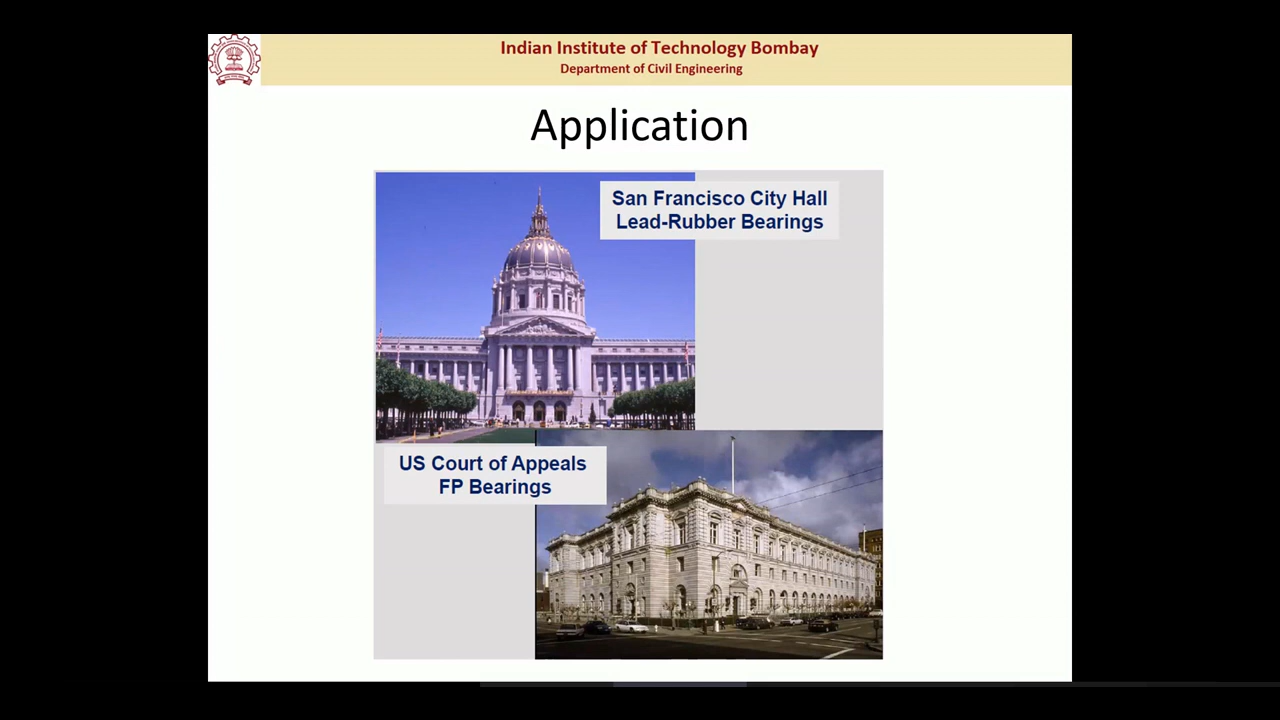 Indian Institute of Technology Bombay
Department of Civil Engineering
Application
San Francisco City Hall
Lead-Rubber Bearings
US Court of Appeals
FP Bearings